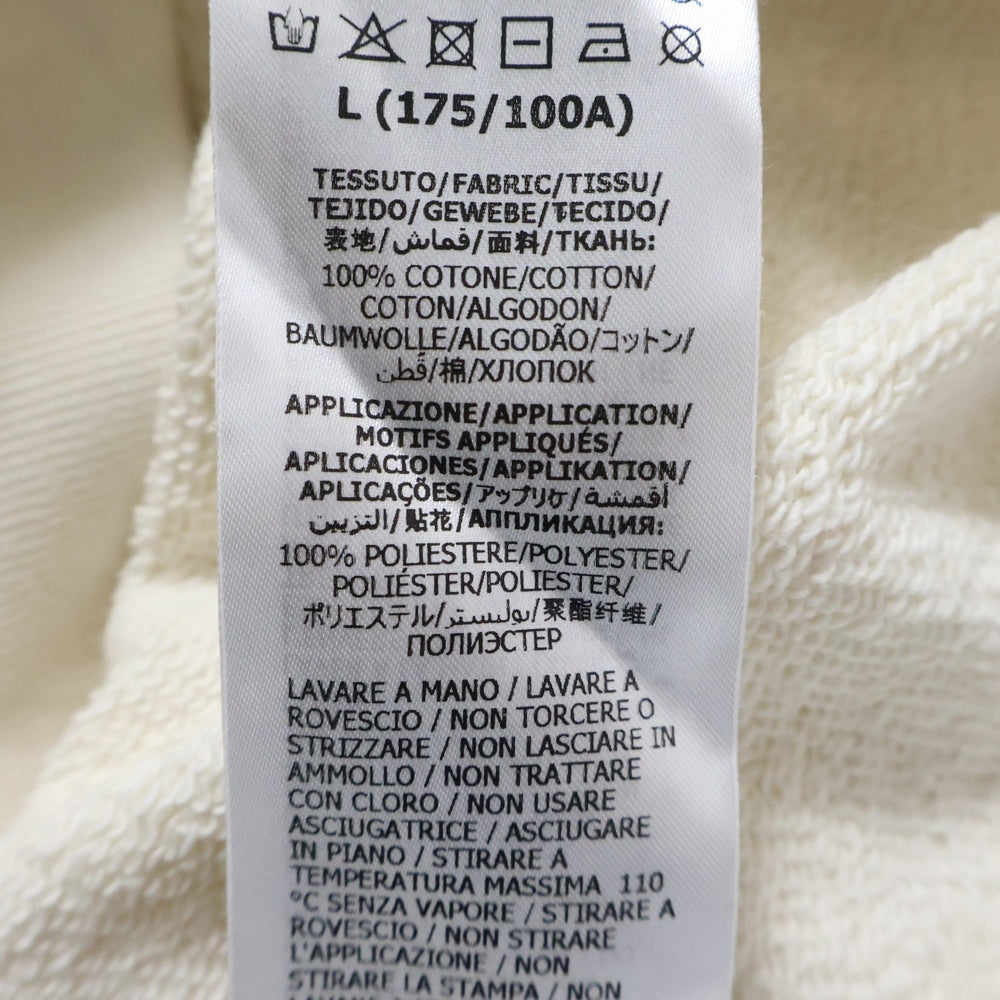 L (175/100A)
TESSUTO/FABRIC/TISSU/
TEJIDO/GEWEBE/TECIDO/
表地/قماش/面料/ТКАНЬ:
100% COTONE/COTTON/
COTON/ALGODON/
BAUMWOLLE/ALGODÃO/コットン/
قُطن/棉/ХЛОПОК
APPLICAZIONE/APPLICATION/
MOTIFS APPLIQUÉS/
APLICACIONES/APPLIKATION/
APLICAÇÕES/アップリケ/أقمشة
التزيين/贴花/АППЛИКАЦИЯ:
100% POLIESTERE/POLYESTER/
POLIÉSTER/POLIESTER/
ポリエステル/بوليستر/聚酯纤维/
ПОЛИЭСТЕР
LAVARE A MANO / LAVARE A
ROVESCIO / NON TORCERE O
STRIZZARE / NON LASCIARE IN
AMMOLLO / NON TRATTARE
CON CLORO / NON USARE
ASCIUGATRICE / ASCIUGARE
IN PIANO / STIRARE A
TEMPERATURA MASSIMA 110
°C SENZA VAPORE / STIRARE A
ROVESCIO / NON STIRARE
L'APPLICAZIONE / NON
STIRARE LA STAMPA / NON